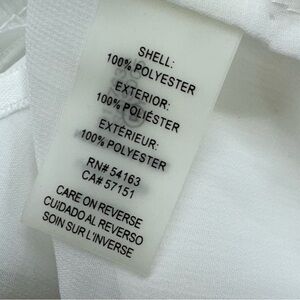 SHELL:
100% POLYESTER
EXTERIOR:
100% POLIÉSTER
EXTÉRIEUR:
100% POLYESTER
RN# 54163
CA# 57151
CARE ON REVERSE
CUIDADO AL REVERSO
SOIN SUR L'INVERSE